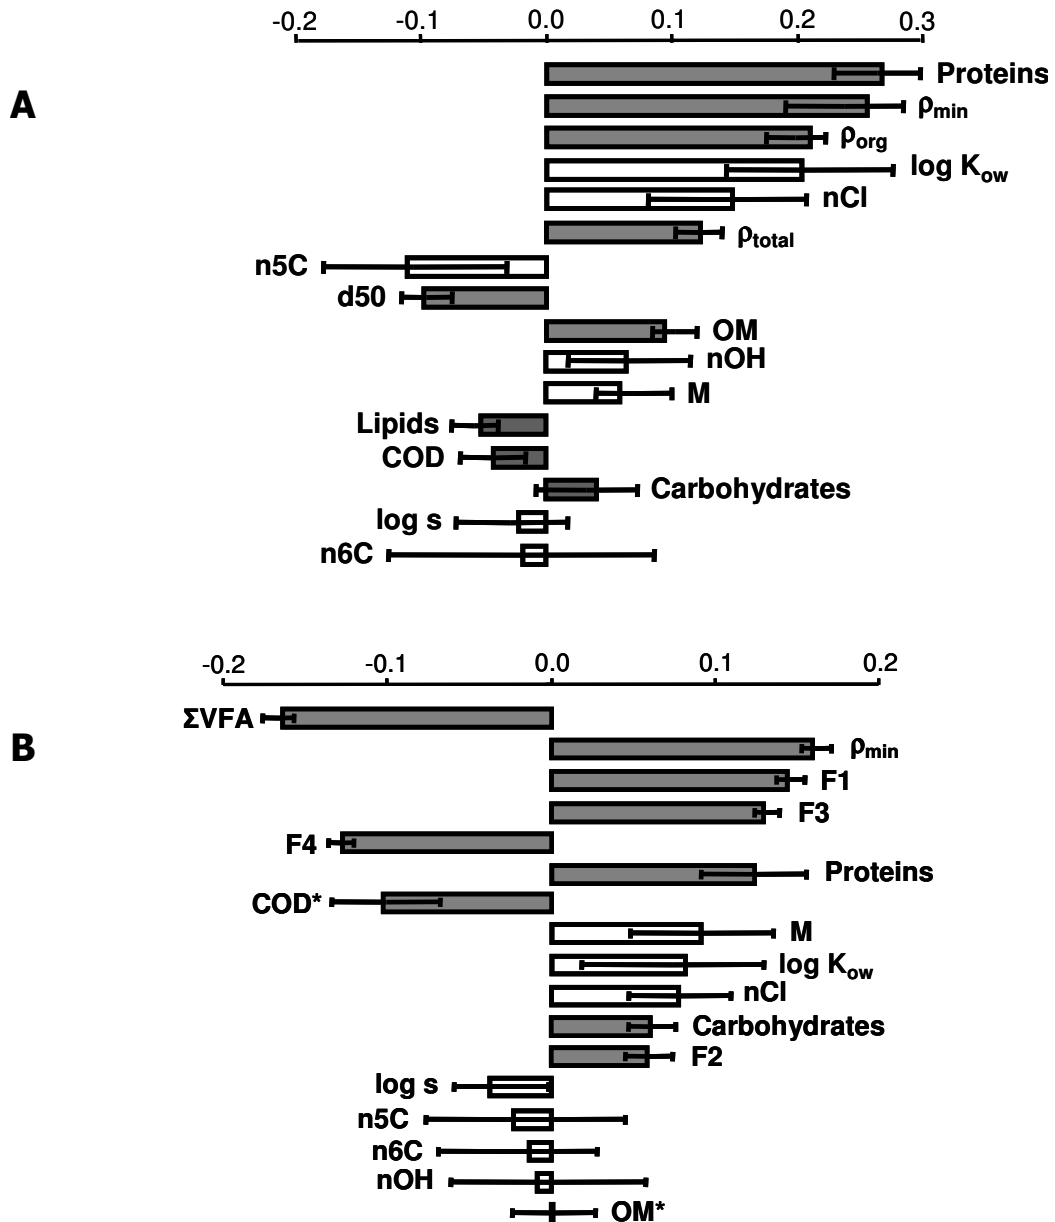 -0.2 -0.1 0.0 0.1 0.2 0.3
A
Proteins
ρmin
ρorg
log Kow
nCl
ρtotal
n5C
d50
OM
nOH
M
Lipids
COD
Carbohydrates
log s
n6C
-0.2 -0.1 0.0 0.1 0.2
ΣVFA
B
ρmin
F1
F3
F4
Proteins
COD*
M
log Kow
nCl
Carbohydrates
F2
log s
n5C
n6C
nOH
OM*